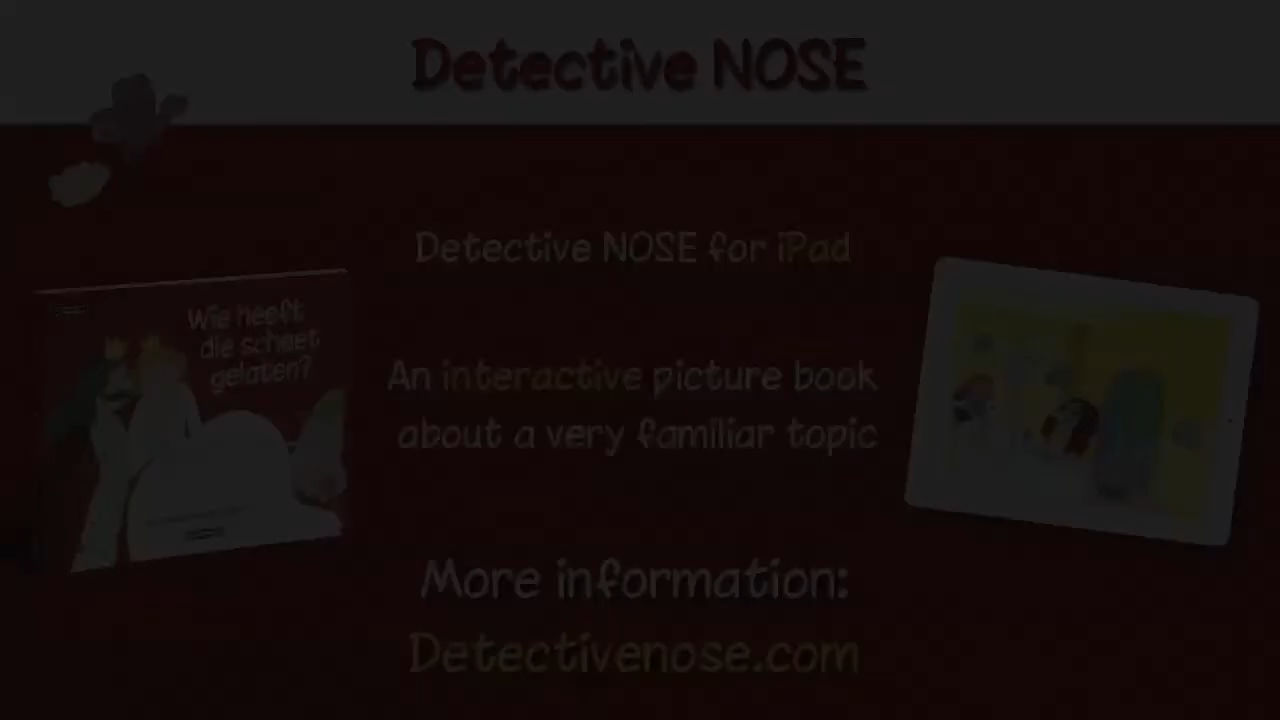 Detective NOSE
Detective NOSE for iPad
Wie heeft
die scheet
gelaten?
An interactive picture book
about a very familiar topic
More information:
Detectivenose.com